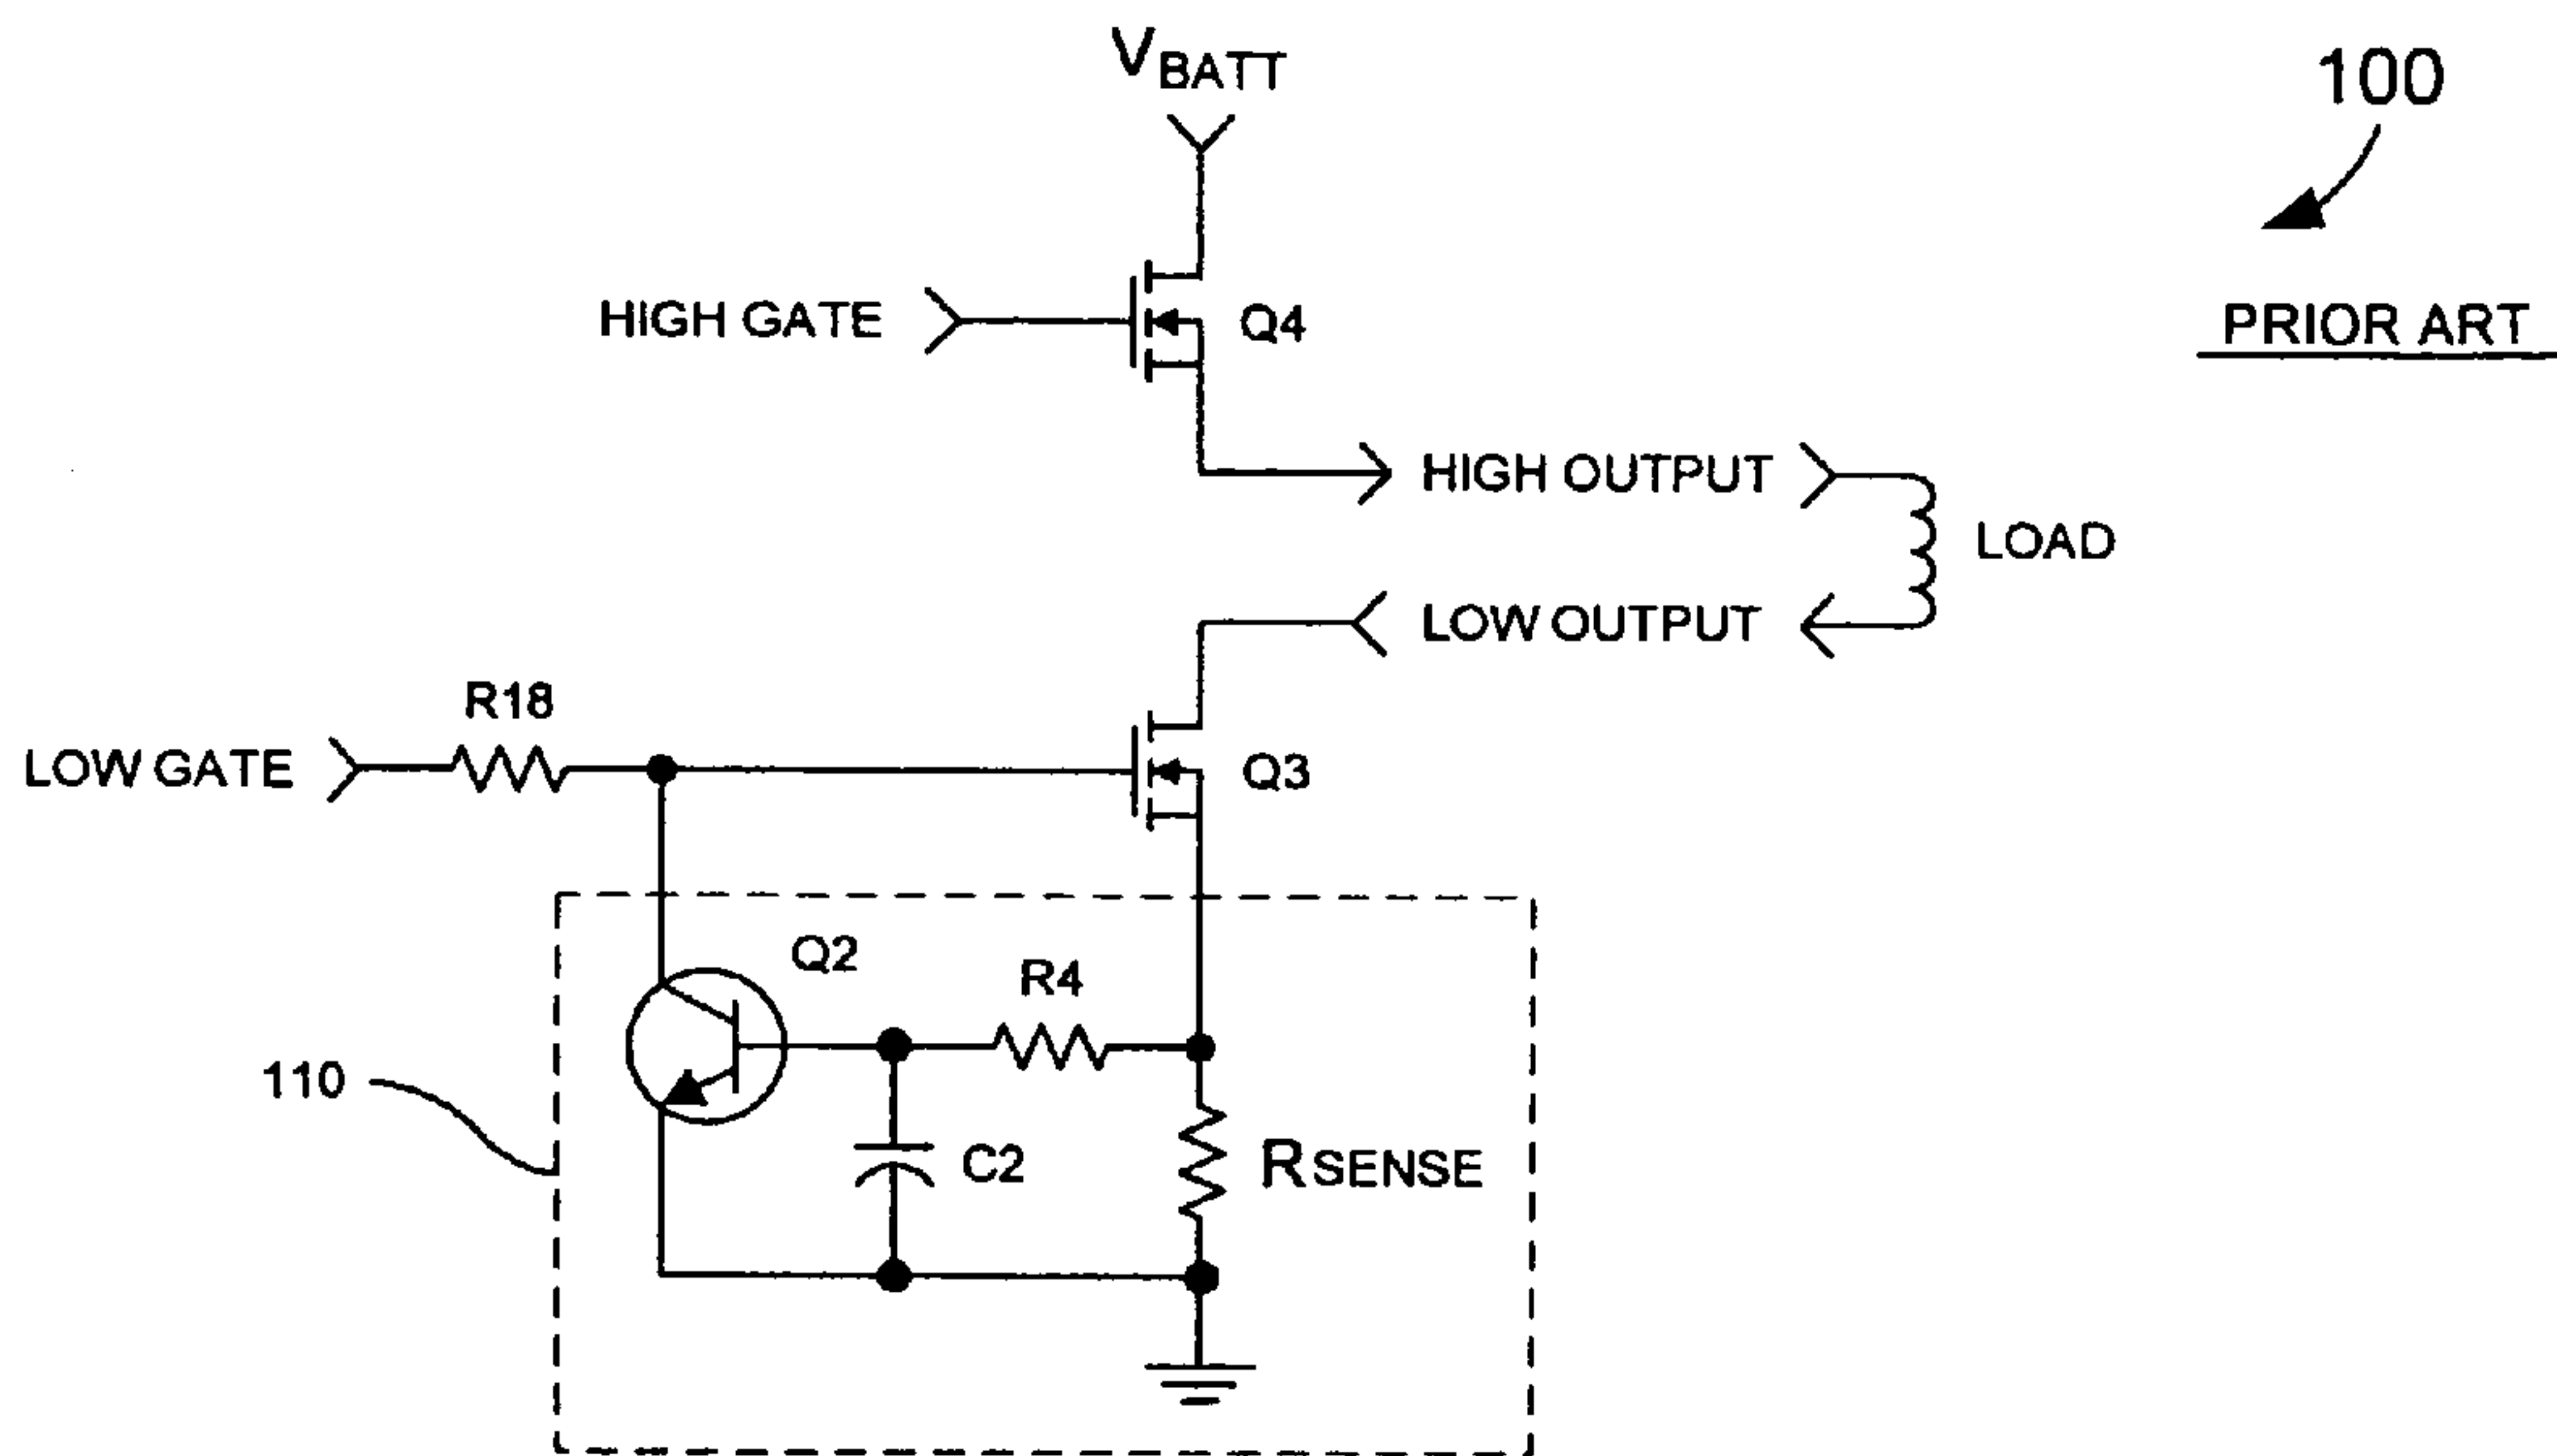 VBATT
100
HIGH GATE
Q4
PRIOR ART
HIGH OUTPUT
LOAD
LOW OUTPUT
R18
LOW GATE
Q3
Q2
R4
110
C2
RSENSE